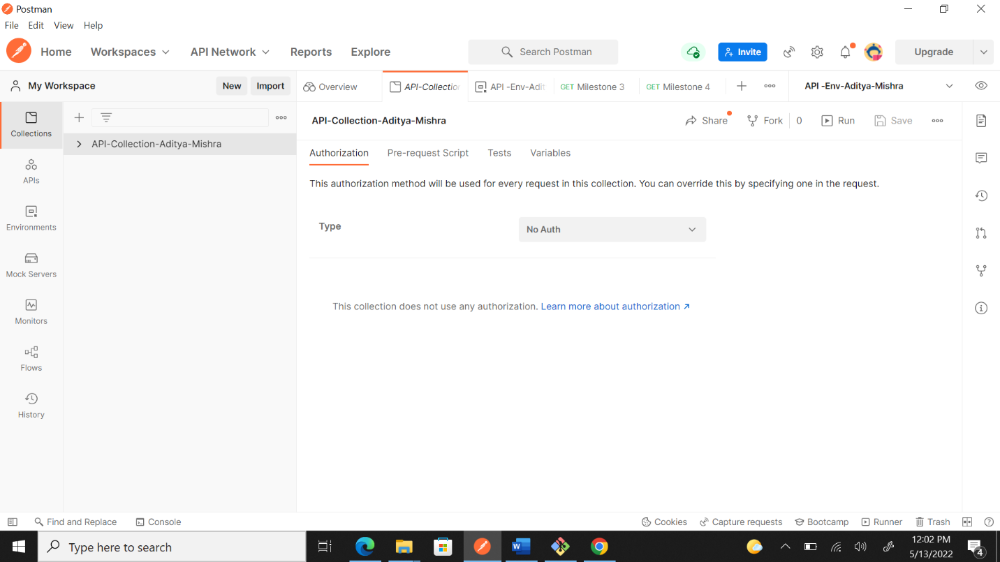 Postman
File Edit View Help
Home Workspaces API Network Reports Explore Search Postman Invite Upgrade
My Workspace New Import Overview API-Collection API -Env-Adit GET Milestone 3 GET Milestone 4 API -Env-Aditya-Mishra
Collections
API-Collection-Aditya-Mishra
APIs
Environments
Mock Servers
Monitors
Flows
History
API-Collection-Aditya-Mishra Share Fork 0 Run Save
Authorization Pre-request Script Tests Variables
This authorization method will be used for every request in this collection. You can override this by specifying one in the request.
Type No Auth
This collection does not use any authorization. Learn more about authorization
Find and Replace Console Cookies Capture requests Bootcamp Runner Trash
Type here to search
12:02 PM
5/13/2022
4